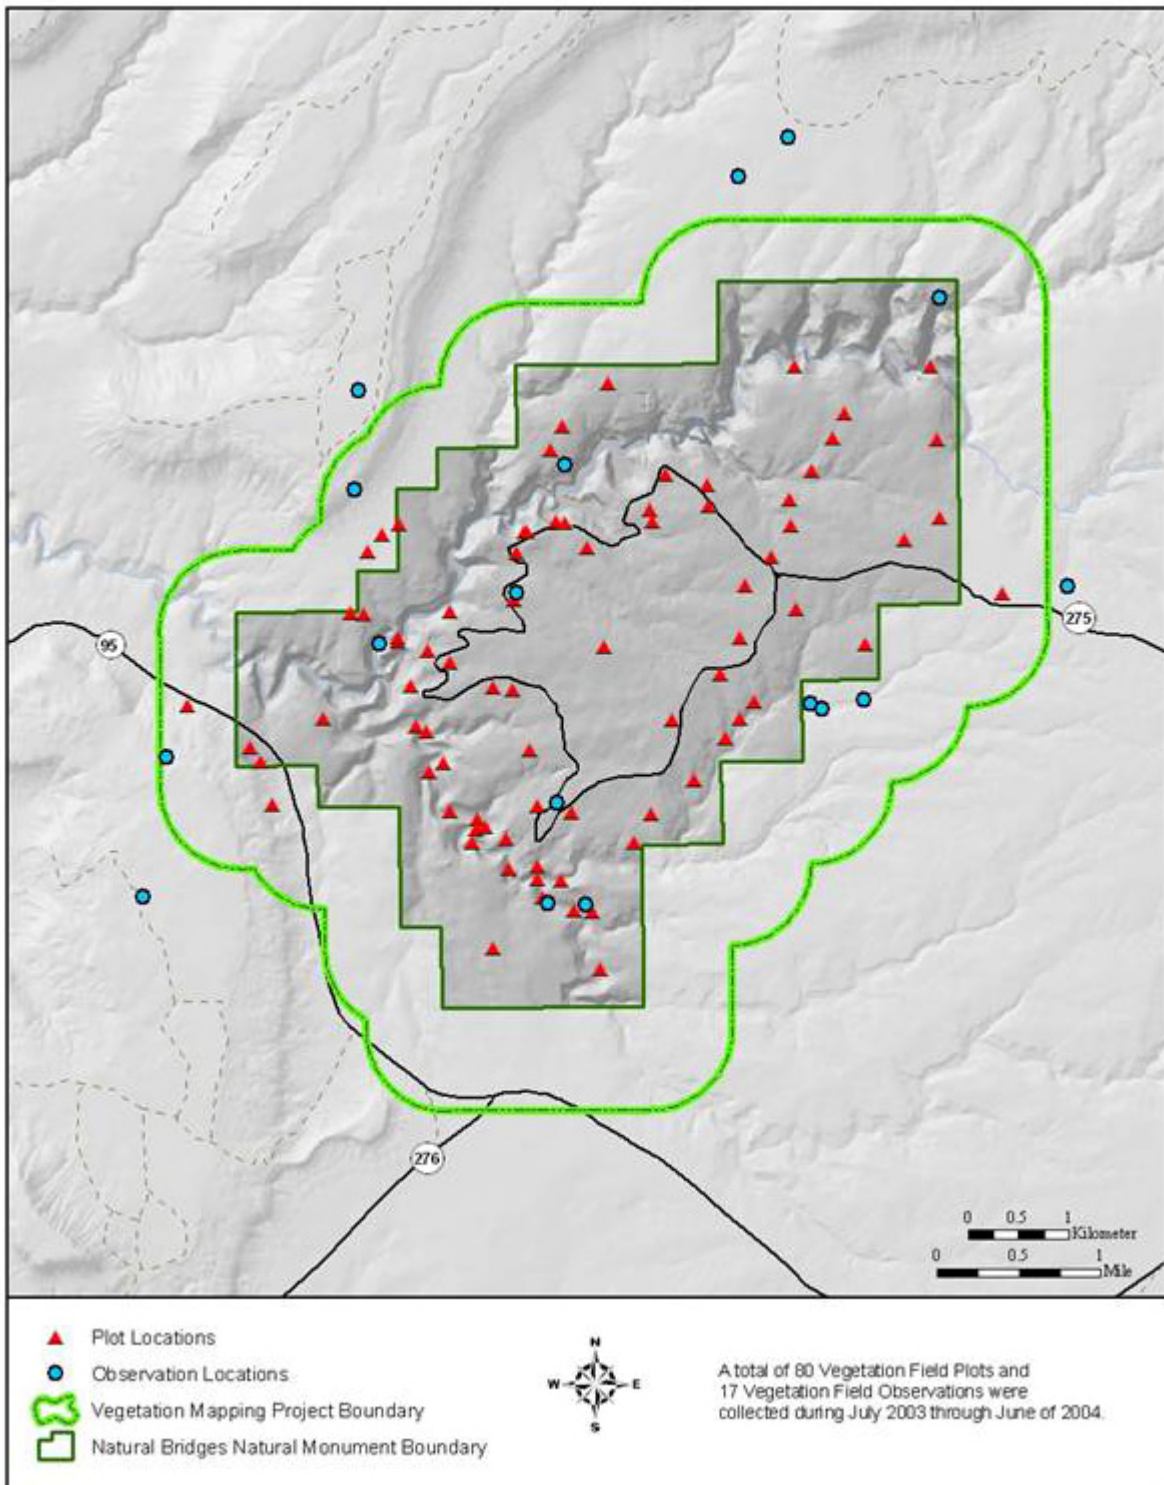 95
275
276
0 0.5 1
Kilometer
0 0.5 1
Mile
Plot Locations
Observation Locations
Vegetation Mapping Project Boundary
Natural Bridges Natural Monument Boundary
N
W E
S
A total of 80 Vegetation Field Plots and
17 Vegetation Field Observations were
collected during July 2003 through June of 2004.